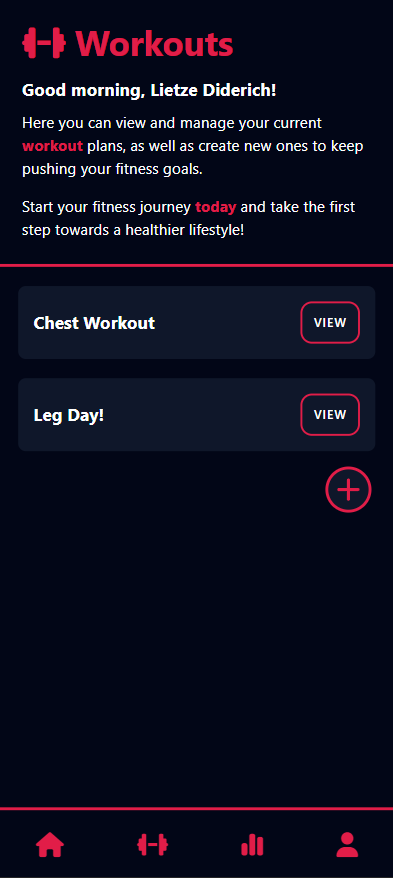 Workouts
Good morning, Lietze Diderich!
Here you can view and manage your current
workout plans, as well as create new ones to keep
pushing your fitness goals.
Start your fitness journey today and take the first
step towards a healthier lifestyle!
Chest Workout
VIEW
Leg Day!
VIEW